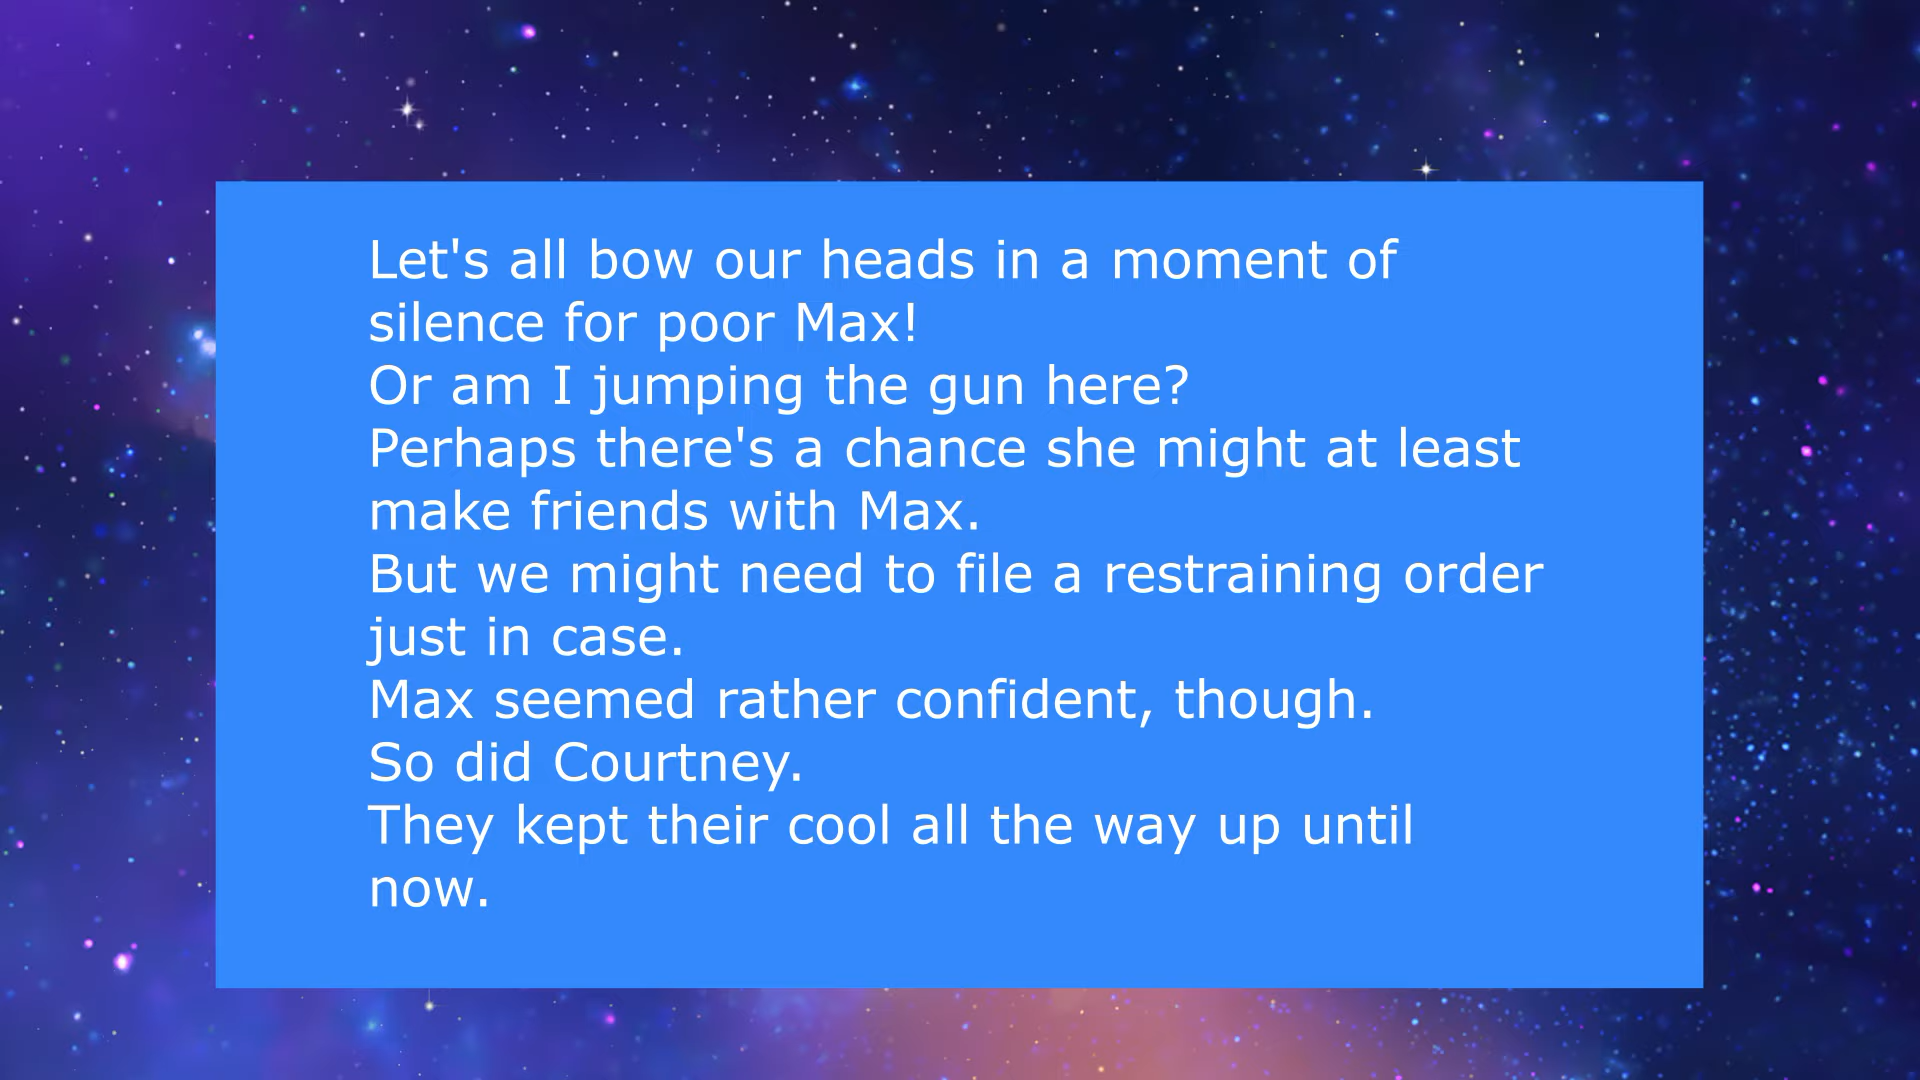 Let's all bow our heads in a moment of
silence for poor Max!
Or am I jumping the gun here?
Perhaps there's a chance she might at least
make friends with Max.
But we might need to file a restraining order
just in case.
Max seemed rather confident, though.
So did Courtney.
They kept their cool all the way up until
now.